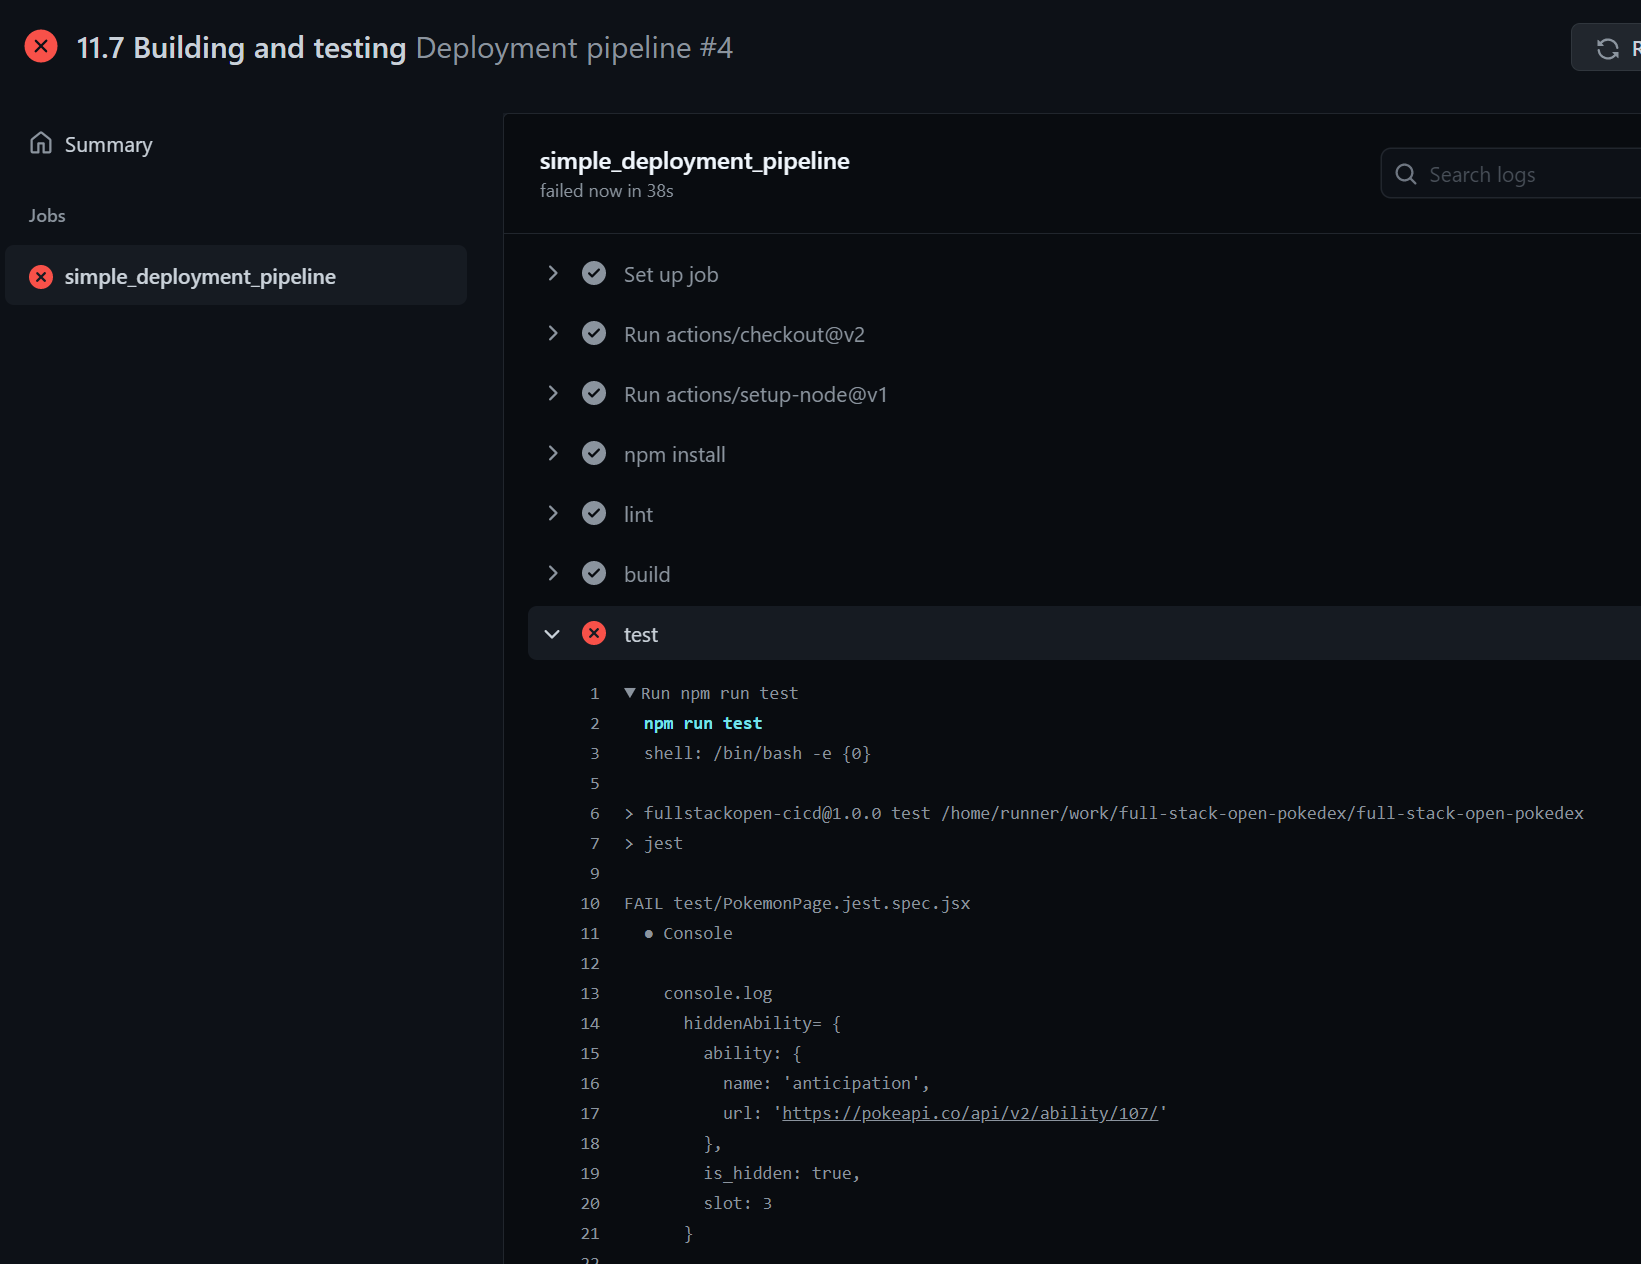 11.7 Building and testing Deployment pipeline #4
R
Summary
Jobs
simple_deployment_pipeline
simple_deployment_pipeline
failed now in 38s
Search logs
Set up job
Run actions/checkout@v2
Run actions/setup-node@v1
npm install
lint
build
test
1 ▼ Run npm run test
2 npm run test
3 shell: /bin/bash -e {0}
5
6 > fullstackopen-cicd@1.0.0 test /home/runner/work/full-stack-open-pokedex/full-stack-open-pokedex
7 > jest
9
10 FAIL test/PokemonPage.jest.spec.jsx
11 ● Console
12
13 console.log
14 hiddenAbility= {
15 ability: {
16 name: 'anticipation',
17 url: 'https://pokeapi.co/api/v2/ability/107/'
18 },
19 is_hidden: true,
20 slot: 3
21 }
22